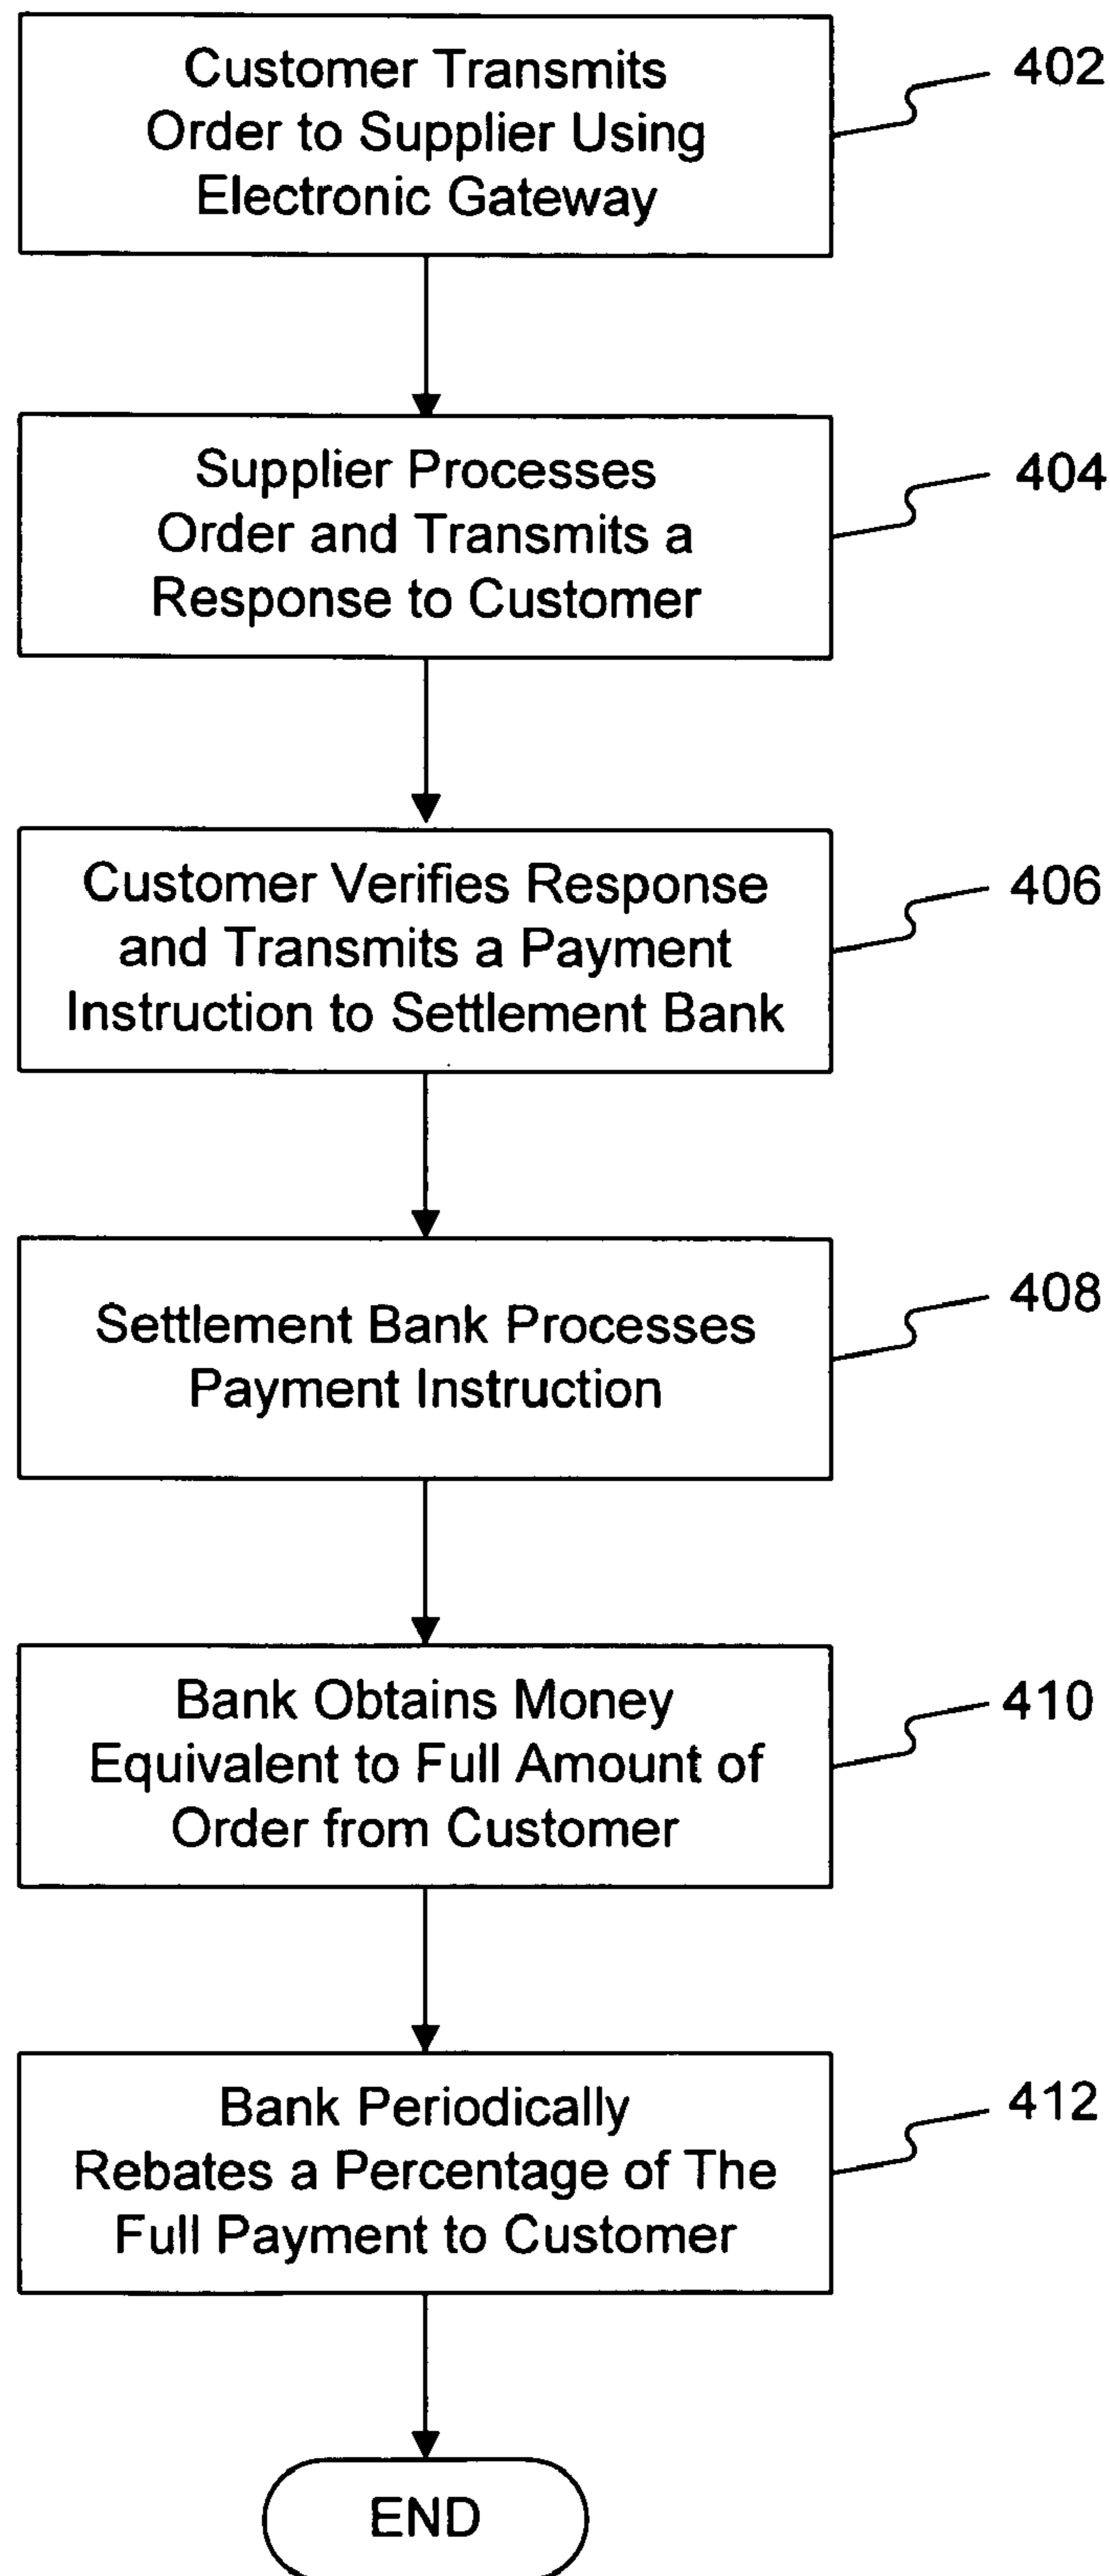 Customer Transmits
Order to Supplier Using
Electronic Gateway
402
Supplier Processes
Order and Transmits a
Response to Customer
404
Customer Verifies Response
and Transmits a Payment
Instruction to Settlement Bank
406
Settlement Bank Processes
Payment Instruction
408
Bank Obtains Money
Equivalent to Full Amount of
Order from Customer
410
Bank Periodically
Rebates a Percentage of The
Full Payment to Customer
412
END